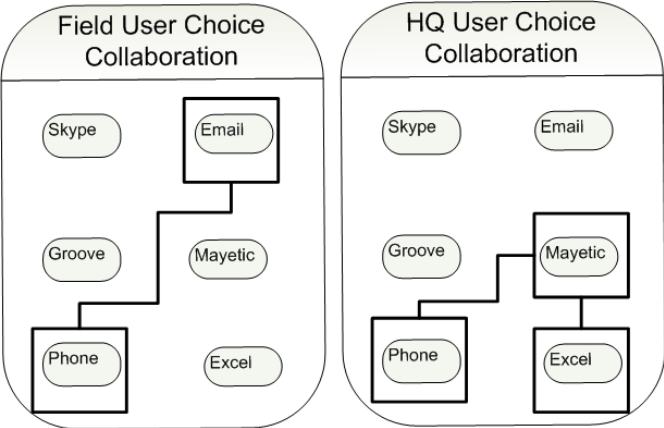 Field User Choice
Collaboration
Skype
Email
Groove
Mayetic
Phone
Excel
HQ User Choice
Collaboration
Skype
Email
Groove
Mayetic
Phone
Excel